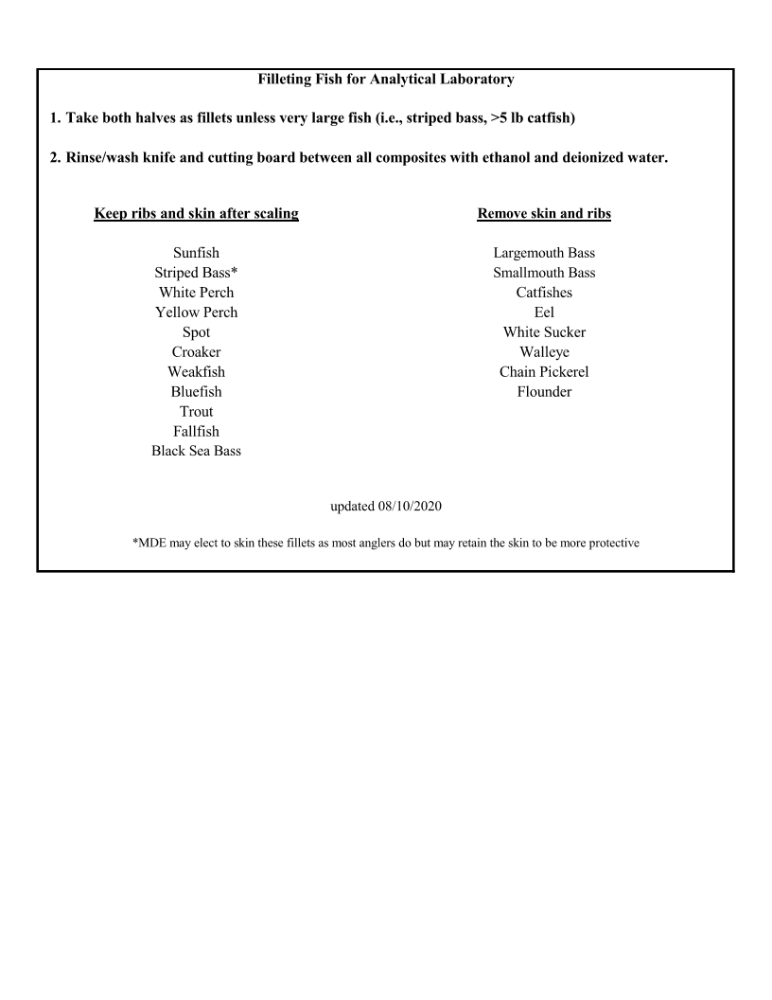 Filleting Fish for Analytical Laboratory
1. Take both halves as fillets unless very large fish (i.e., striped bass, >5 lb catfish)
2. Rinse/wash knife and cutting board between all composites with ethanol and deionized water.
Keep ribs and skin after scaling
Sunfish
Striped Bass*
White Perch
Yellow Perch
Spot
Croaker
Weakfish
Bluefish
Trout
Fallfish
Black Sea Bass
Remove skin and ribs
Largemouth Bass
Smallmouth Bass
Catfishes
Eel
White Sucker
Walleye
Chain Pickerel
Flounder
updated 08/10/2020
*MDE may elect to skin these fillets as most anglers do but may retain the skin to be more protective